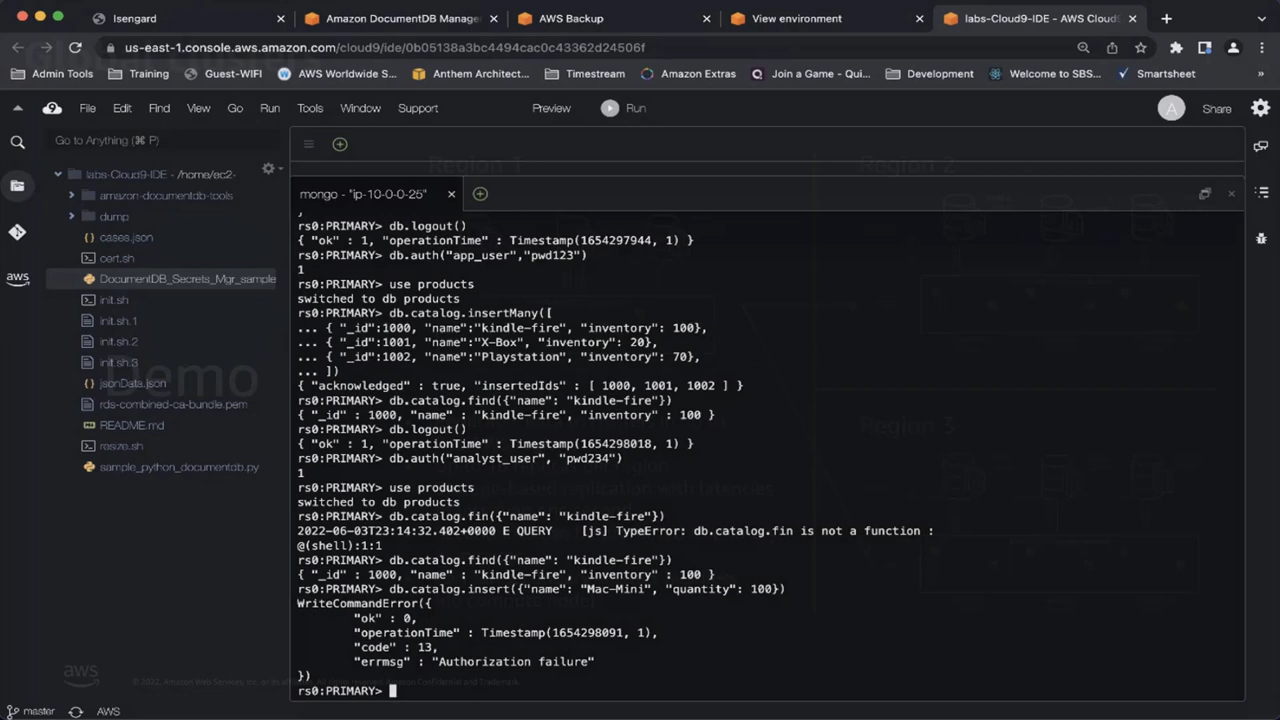 Isengard
Amazon DocumentDB Manager
AWS Backup
View environment
labs-Cloud9-IDE - AWS Cloud9
us-east-1.console.aws.amazon.com/cloud9/ide/0b05138a3bc4494cac0c43362d24506f
Admin Tools
Training
Guest-WIFI
AWS Worldwide S...
Anthem Architect...
Timestream
Amazon Extras
Join a Game - Qui...
Development
Welcome to SBS...
Smartsheet
»
9
File
Edit
Find
View
Go
Run
Tools
Window
Support
Preview
Run
A
Share
Go to Anything (⌘ P)
labs-Cloud9-IDE - /home/ec2-
amazon-documentdb-tools
dump
cases.json
cert.sh
DocumentDB_Secrets_Mgr_sample
init.sh
init.sh.1
init.sh.2
init.sh.3
jsonData.json
rds-combined-ca-bundle.pem
README.md
resize.sh
sample_python_documentdb.py
aws
Demo
Region 1
Region 2
Region 3
mongo - "ip-10-0-0-25"
rs0:PRIMARY> db.logout()
{ "ok" : 1, "operationTime" : Timestamp(1654297944, 1) }
rs0:PRIMARY> db.auth("app_user","pwd123")
1
rs0:PRIMARY> use products
switched to db products
rs0:PRIMARY> db.catalog.insertMany([
... { "_id":1000, "name":"kindle-fire", "inventory": 100},
... { "_id":1001, "name":"X-Box", "inventory": 20},
... { "_id":1002, "name":"Playstation", "inventory": 70},
... ])
{ "acknowledged" : true, "insertedIds" : [ 1000, 1001, 1002 ] }
rs0:PRIMARY> db.catalog.find({"name": "kindle-fire"})
{ "_id" : 1000, "name" : "kindle-fire", "inventory" : 100 }
rs0:PRIMARY> db.logout()
{ "ok" : 1, "operationTime" : Timestamp(1654298018, 1) }
rs0:PRIMARY> db.auth("analyst_user", "pwd234")
1
rs0:PRIMARY> use products
switched to db products
rs0:PRIMARY> db.catalog.fin({"name": "kindle-fire"})
2022-06-03T23:14:32.402+0000 E QUERY    [js] TypeError: db.catalog.fin is not a function :
@(shell):1:1
rs0:PRIMARY> db.catalog.find({"name": "kindle-fire"})
{ "_id" : 1000, "name" : "kindle-fire", "inventory" : 100 }
rs0:PRIMARY> db.catalog.insert({"name": "Mac-Mini", "quantity": 100})
WriteCommandError({
"ok" : 0,
"operationTime" : Timestamp(1654298091, 1),
"code" : 13,
"errmsg" : "Authorization failure"
})
rs0:PRIMARY>
aws
master
AWS